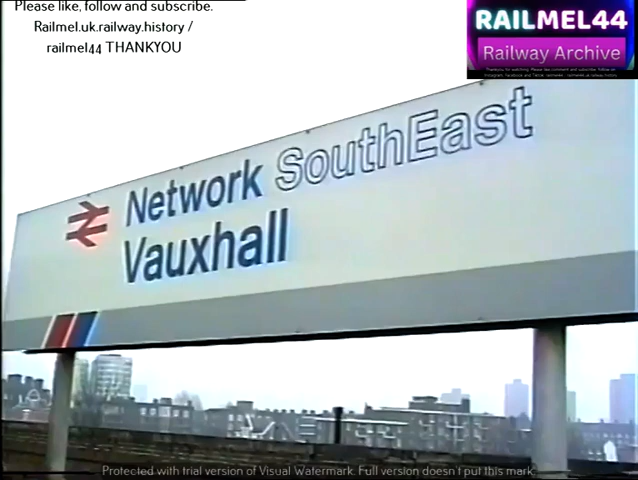 Please like, follow and subscribe.
Railmel.uk.railway.history /
railmel44 THANKYOU
RAILMEL44
Railway Archive
Network SouthEast
Vauxhall
Protected with trial version of Visual Watermark. Full version doesn't put this mark.